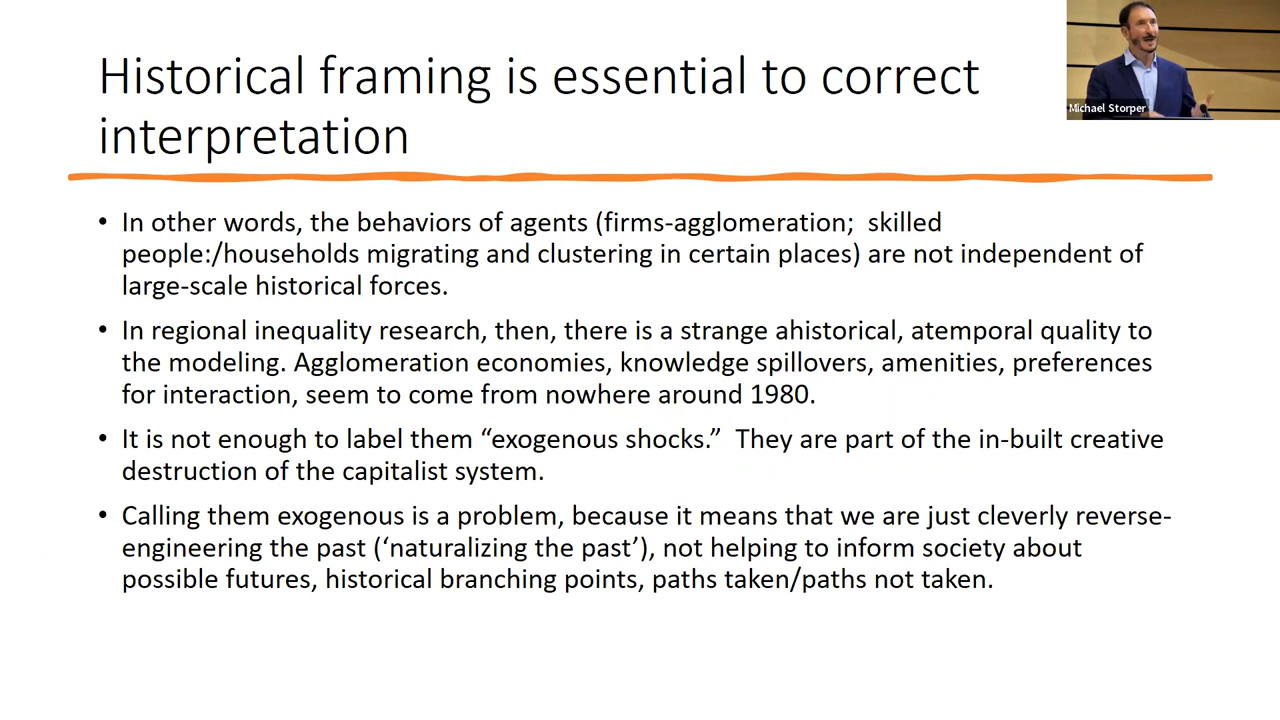 Historical framing is essential to correct
interpretation
Michael Storper
• In other words, the behaviors of agents (firms-agglomeration;  skilled
people:/households migrating and clustering in certain places) are not independent of
large-scale historical forces.
• In regional inequality research, then, there is a strange ahistorical, atemporal quality to
the modeling. Agglomeration economies, knowledge spillovers, amenities, preferences
for interaction, seem to come from nowhere around 1980.
• It is not enough to label them “exogenous shocks.”  They are part of the in-built creative
destruction of the capitalist system.
• Calling them exogenous is a problem, because it means that we are just cleverly reverse-
engineering the past (‘naturalizing the past’), not helping to inform society about
possible futures, historical branching points, paths taken/paths not taken.